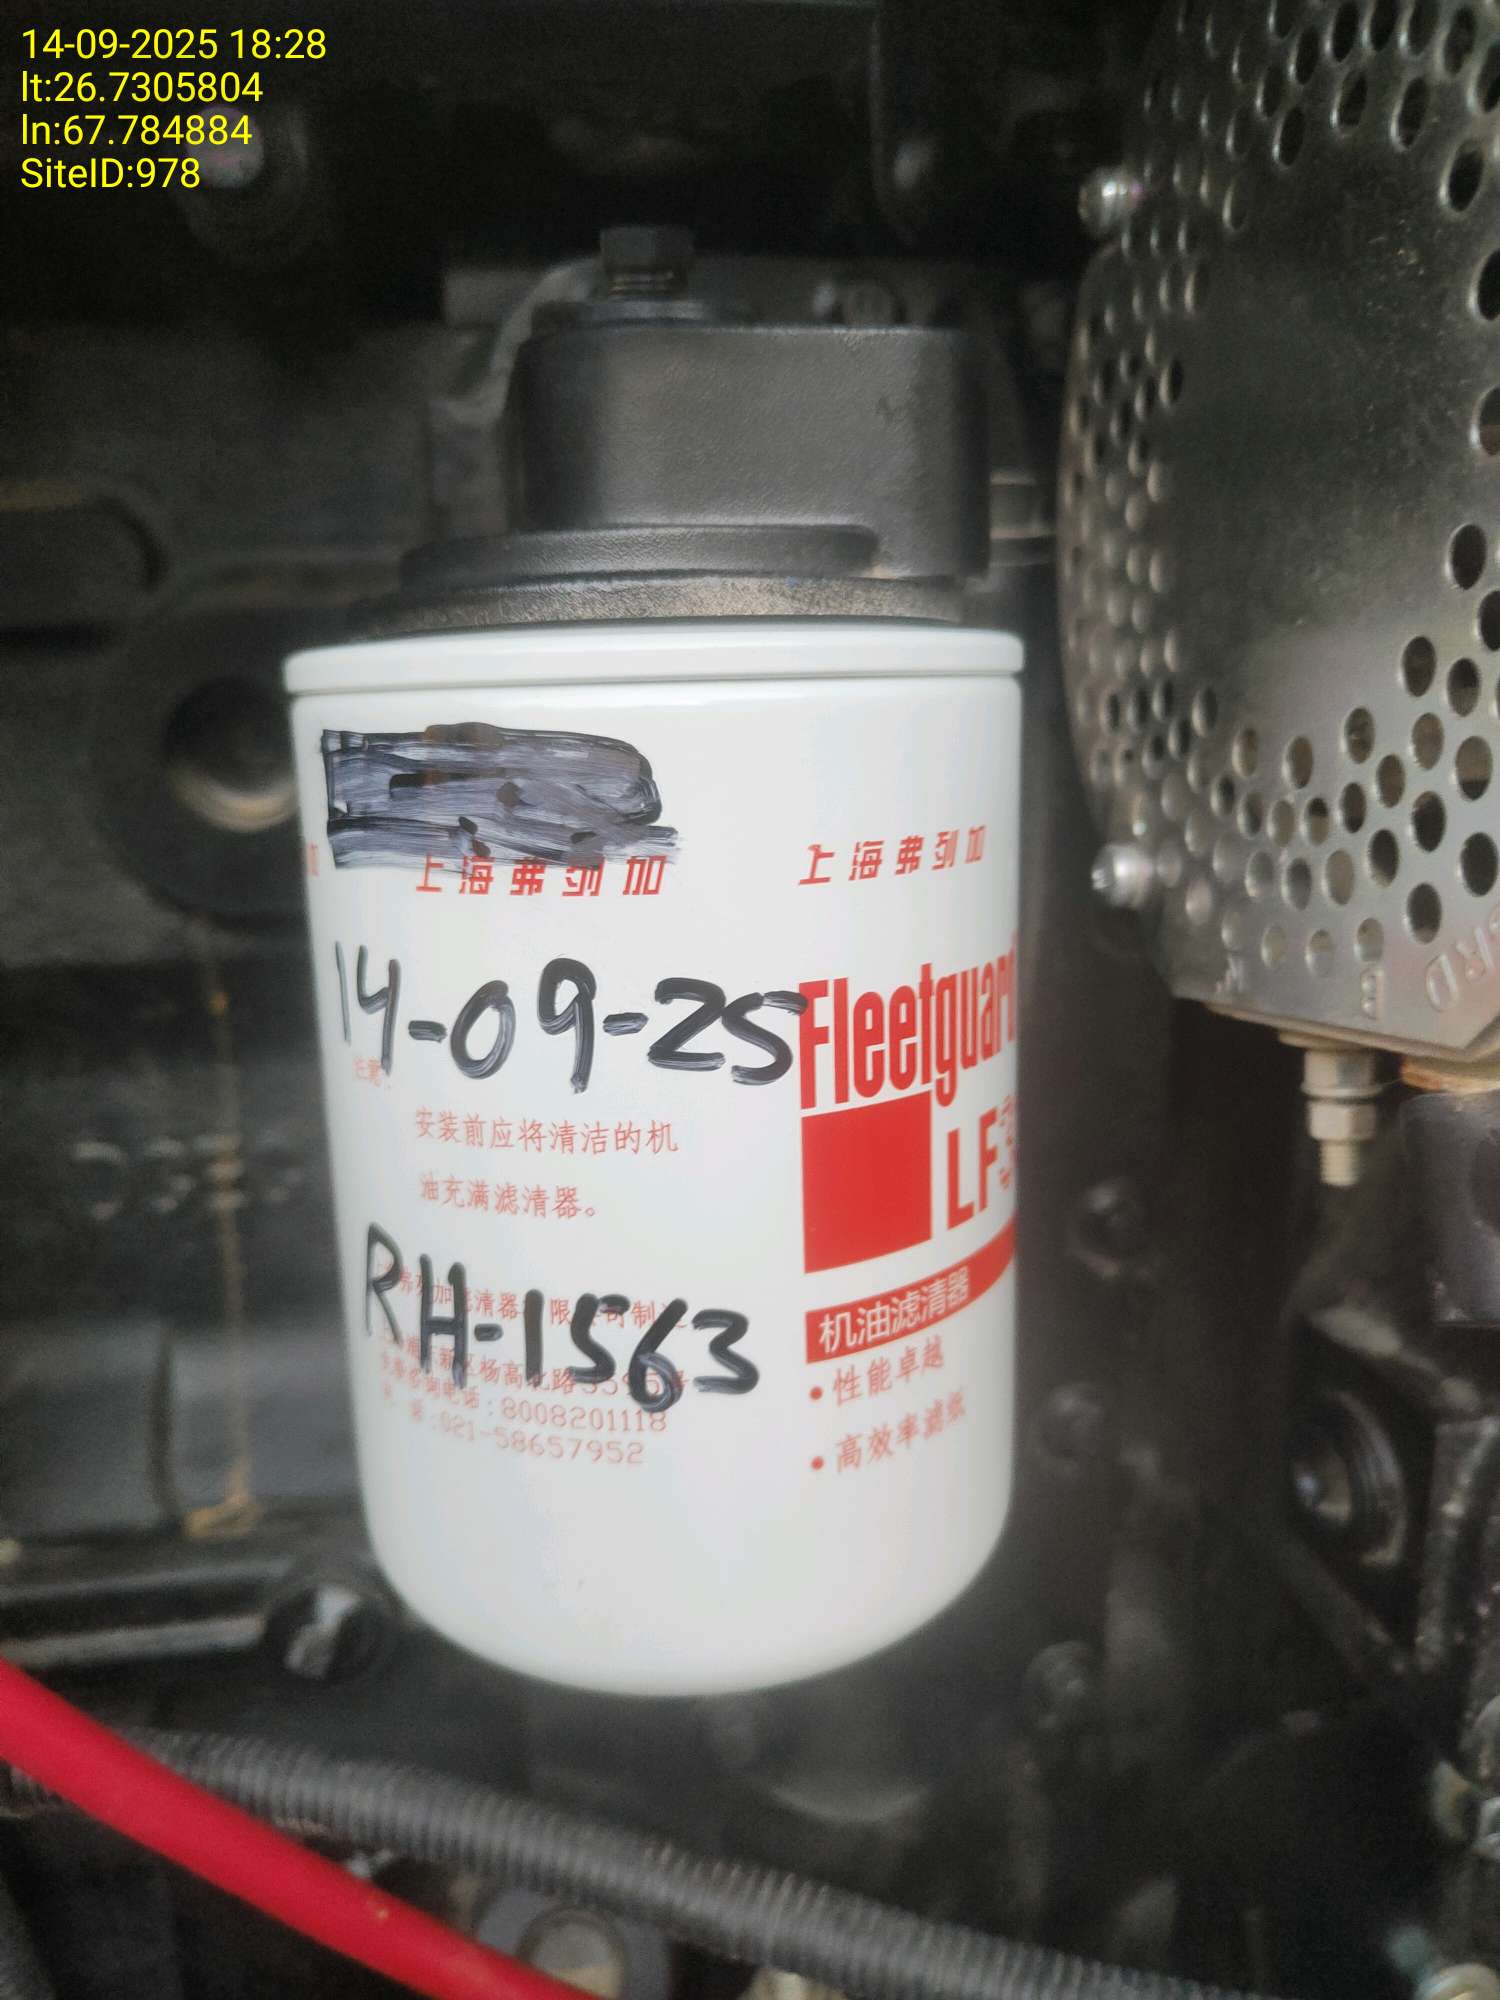 14-09-2025 18:28
lt:26.7305804
ln:67.784884
SiteID:978
上海弗列加
上海弗列加
14-09-25
Fleetguard
注意：
安装前应将清洁的机
油充满滤清器。
LF3
RH-1563
机油滤清器
• 性能卓越
• 高效率滤纸
:8008201118
:021-58657952